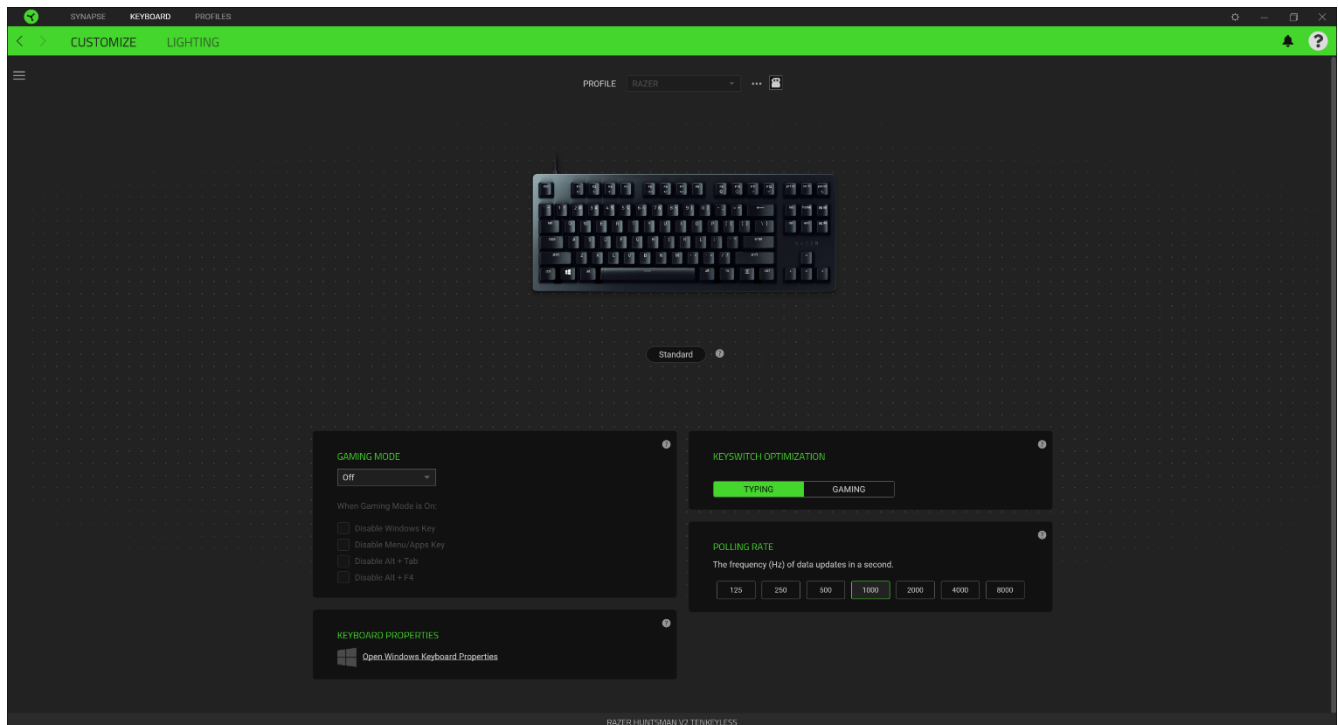 SYNAPSE KEYBOARD PROFILES
CUSTOMIZE LIGHTING
PROFILE RAZER
Standard
GAMING MODE
Off
When Gaming Mode is On:
Disable Windows Key
Disable Menu/Apps Key
Disable Alt + Tab
Disable Alt + F4
KEYBOARD PROPERTIES
Open Windows Keyboard Properties
KEYSWITCH OPTIMIZATION
TYPING GAMING
POLLING RATE
The frequency (Hz) of data updates in a second.
125 250 500 1000 2000 4000 8000
RAZER HUNTSMAN V2 TENKEYLESS